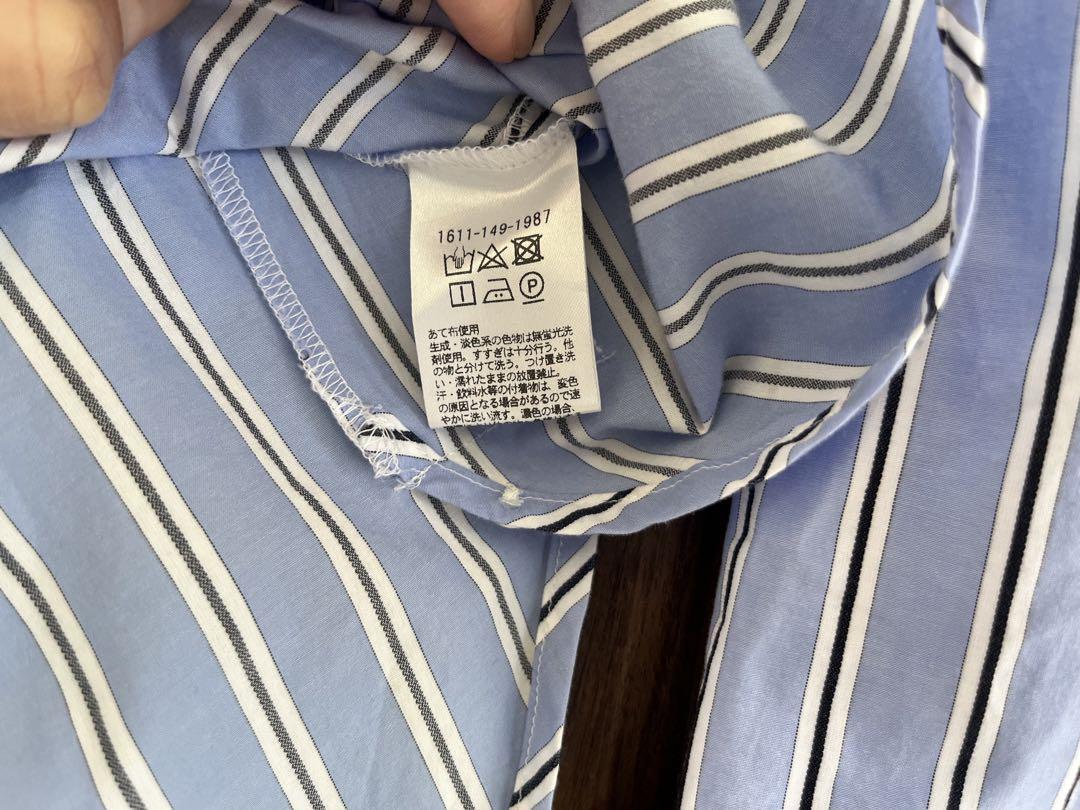 1611-149-1987
P
あて布使用
生成・淡色系の色物は無蛍光洗
剤使用。すすぎは十分行う。他
の物と分けて洗う。つけ置き洗
い・濡れたままの放置禁止。
汗・飲料水等の付着物は、変色
の原因となる場合があるので速
やかに洗い流す。濃色の場合、